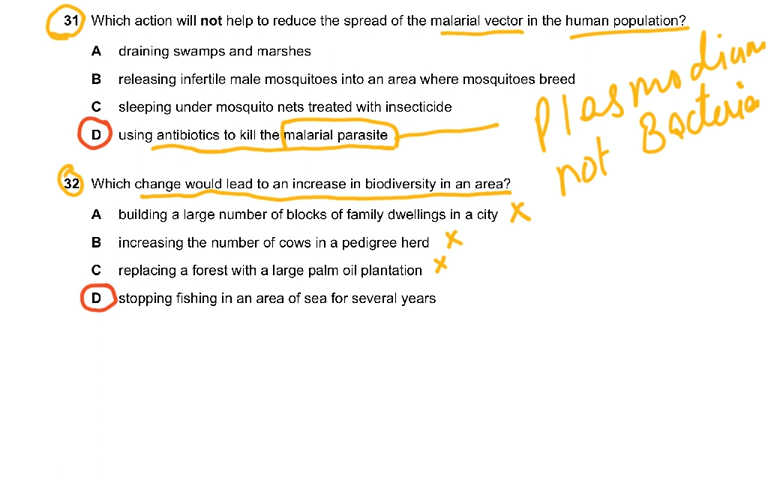 31 Which action will not help to reduce the spread of the malarial vector in the human population?
A draining swamps and marshes
B releasing infertile male mosquitoes into an area where mosquitoes breed
C sleeping under mosquito nets treated with insecticide
D using antibiotics to kill the malarial parasite
Plasmodium
not Bacteria
32 Which change would lead to an increase in biodiversity in an area?
A building a large number of blocks of family dwellings in a city x
B increasing the number of cows in a pedigree herd x
C replacing a forest with a large palm oil plantation x
D stopping fishing in an area of sea for several years